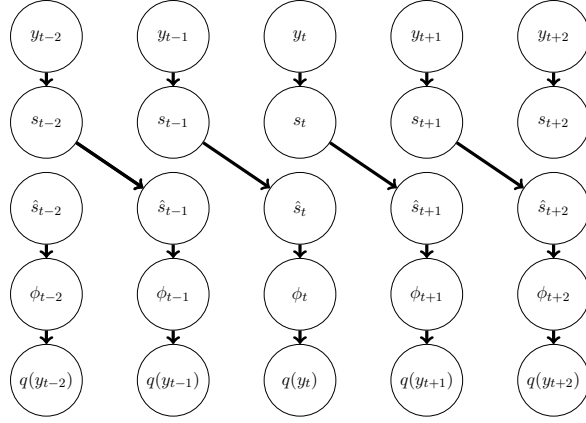 y_{t−2} y_{t−1} y_t y_{t+1} y_{t+2}
s_{t−2} s_{t−1} s_t s_{t+1} s_{t+2}
ŝ_{t−2} ŝ_{t−1} ŝ_t ŝ_{t+1} ŝ_{t+2}
ϕ_{t−2} ϕ_{t−1} ϕ_t ϕ_{t+1} ϕ_{t+2}
q(y_{t−2}) q(y_{t−1}) q(y_t) q(y_{t+1}) q(y_{t+2})